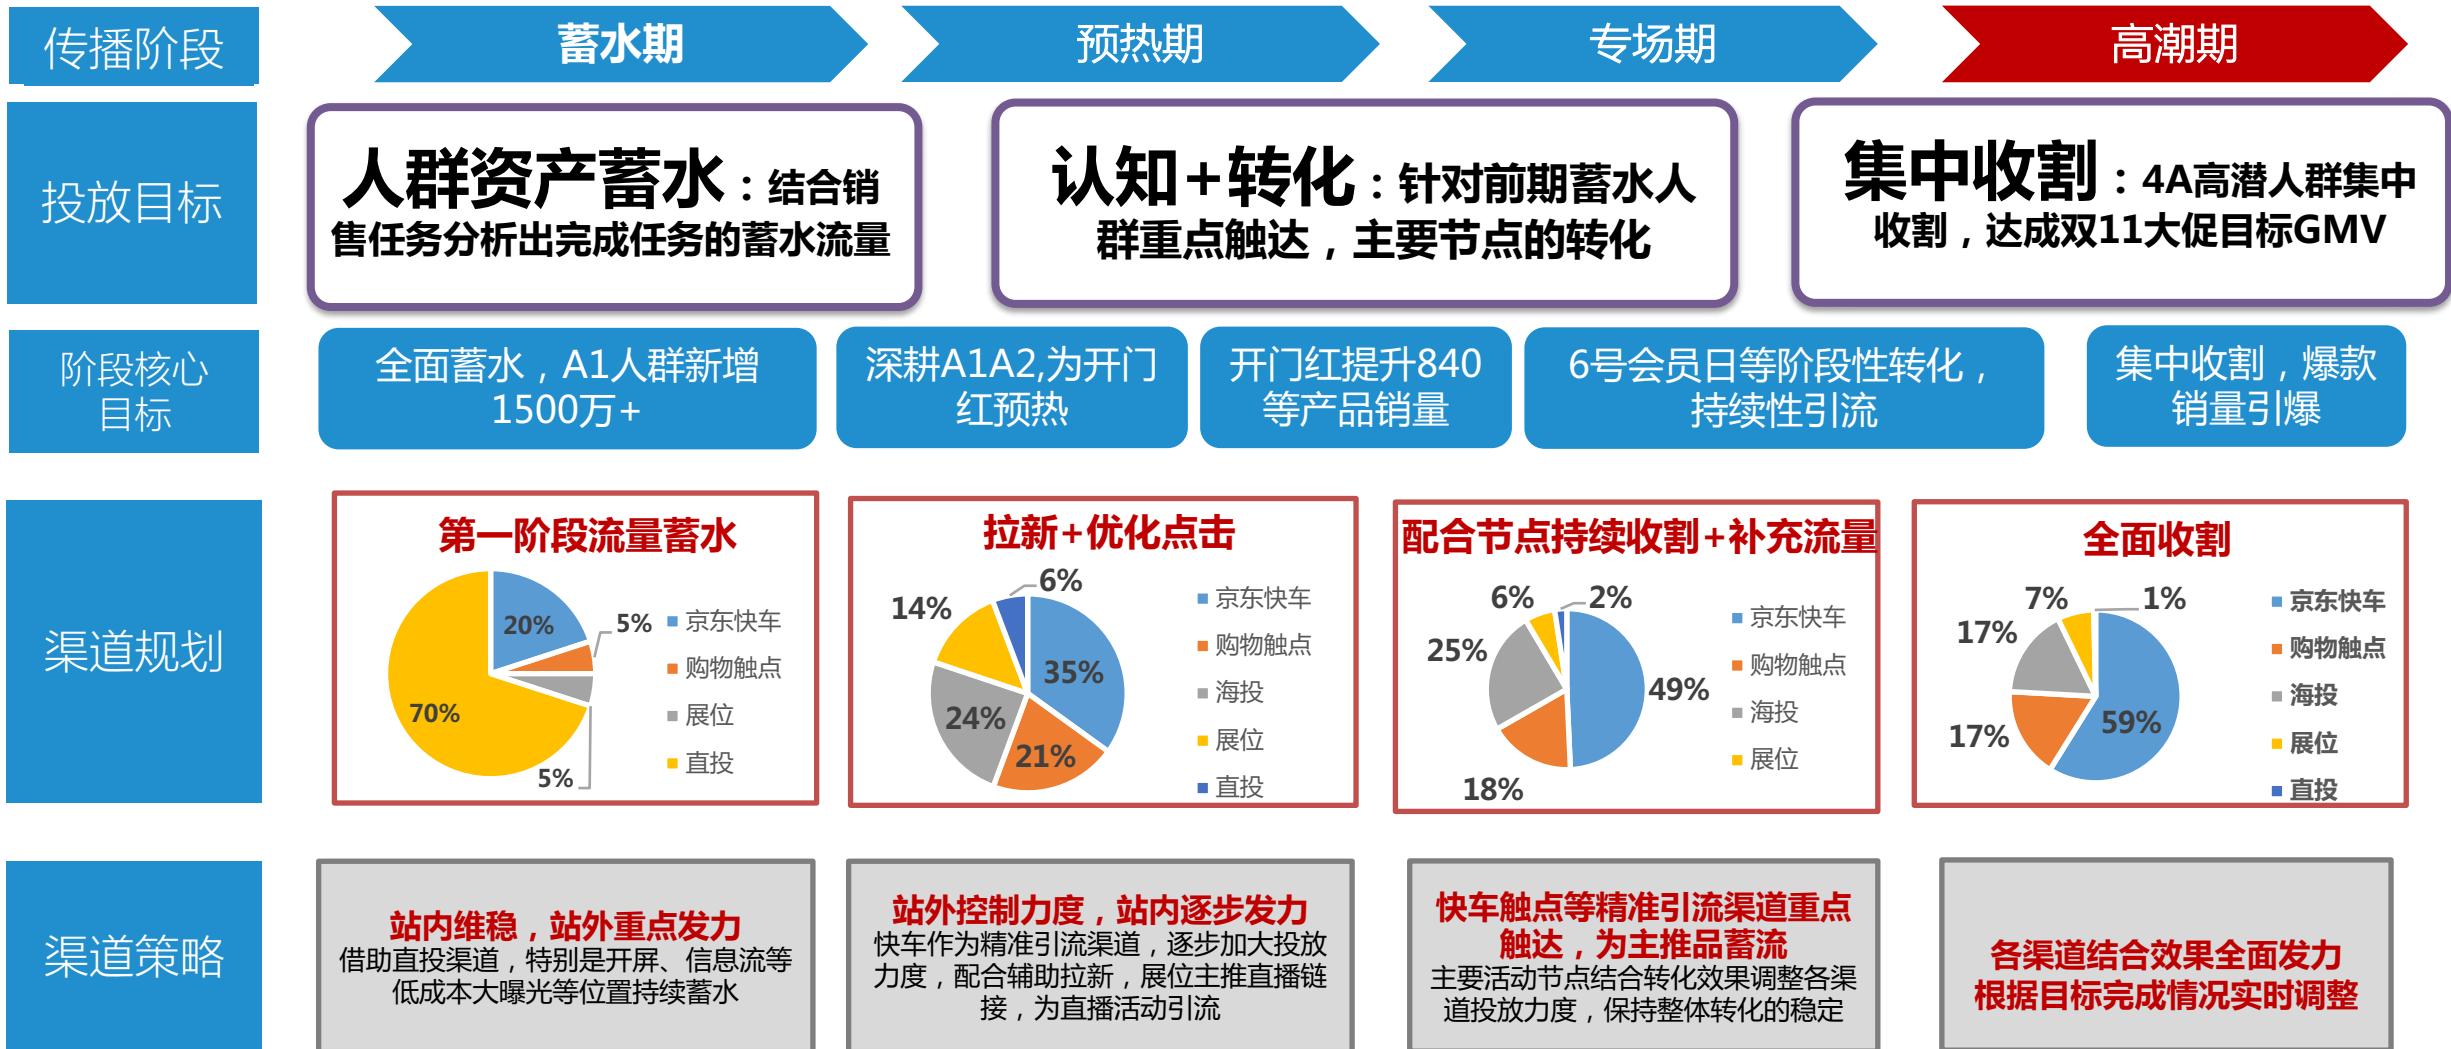 传播阶段
蓄水期
预热期
专场期
高潮期
投放目标
人群资产蓄水：结合销
售任务分析出完成任务的蓄水流量
认知+转化：针对前期蓄水人
群重点触达，主要节点的转化
集中收割：4A高潜人群集中
收割，达成双11大促目标GMV
阶段核心
目标
全面蓄水，A1人群新增
1500万+
深耕A1A2,为开门
红预热
开门红提升840
等产品销量
6号会员日等阶段性转化，
持续性引流
集中收割，爆款
销量引爆
渠道规划
第一阶段流量蓄水
20%
5%
5%
70%
京东快车
购物触点
展位
直投
拉新+优化点击
6%
14%
35%
24%
21%
京东快车
购物触点
海投
展位
直投
配合节点持续收割+补充流量
6%
2%
25%
49%
18%
京东快车
购物触点
海投
展位
全面收割
7%
1%
17%
17%
59%
京东快车
购物触点
海投
展位
直投
渠道策略
站内维稳，站外重点发力
借助直投渠道，特别是开屏、信息流等
低成本大曝光等位置持续蓄水
站外控制力度，站内逐步发力
快车作为精准引流渠道，逐步加大投放
力度，配合辅助拉新，展位主推直播链
接，为直播活动引流
快车触点等精准引流渠道重点
触达，为主推品蓄流
主要活动节点结合转化效果调整各渠
道投放力度，保持整体转化的稳定
各渠道结合效果全面发力
根据目标完成情况实时调整